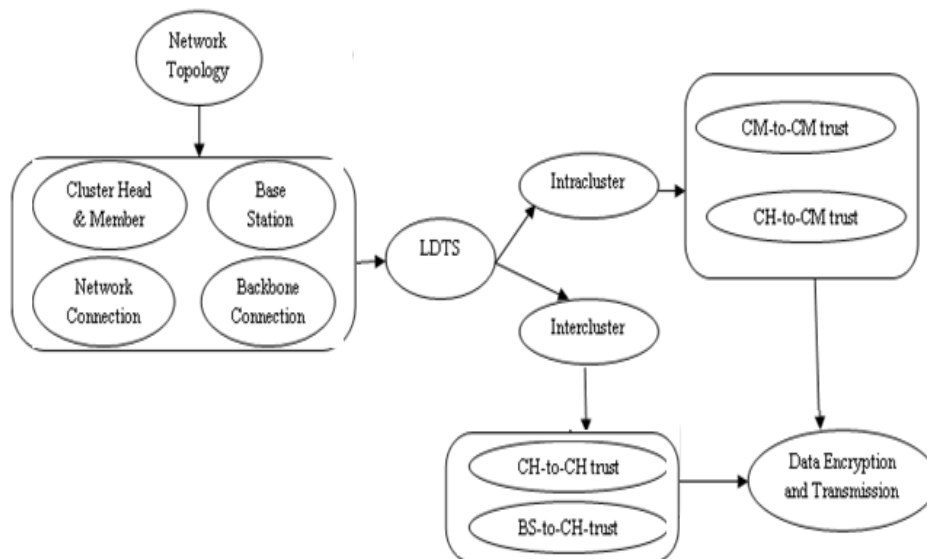 Network
Topology
Cluster Head
& Member
Base
Station
Network
Connection
Backbone
Connection
LDTS
Intracluster
Intercluster
CM-to-CM trust
CH-to-CM trust
CH-to-CH trust
BS-to-CH-trust
Data Encryption
and Transmission